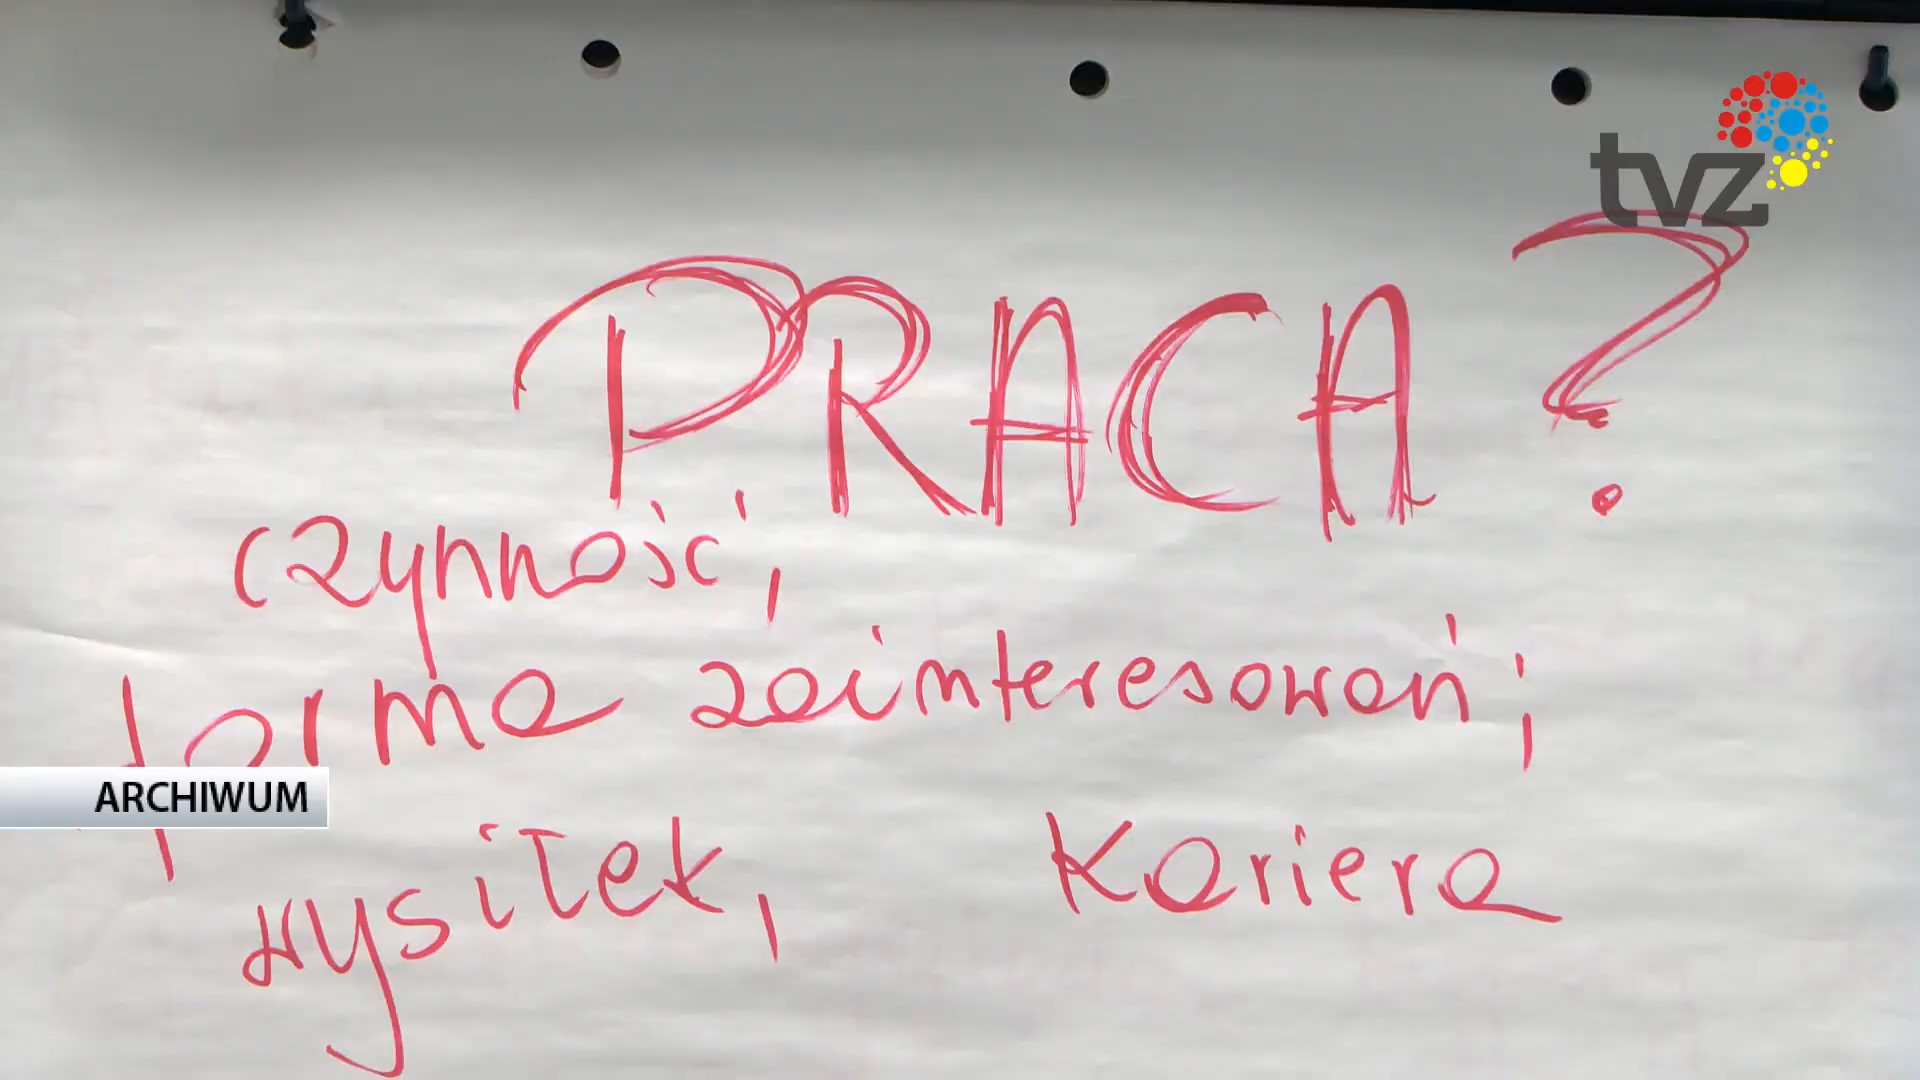 tvz
PRACA?
czynność,
forma zainteresowań,
ARCHIWUM
wysiłek, Kariera